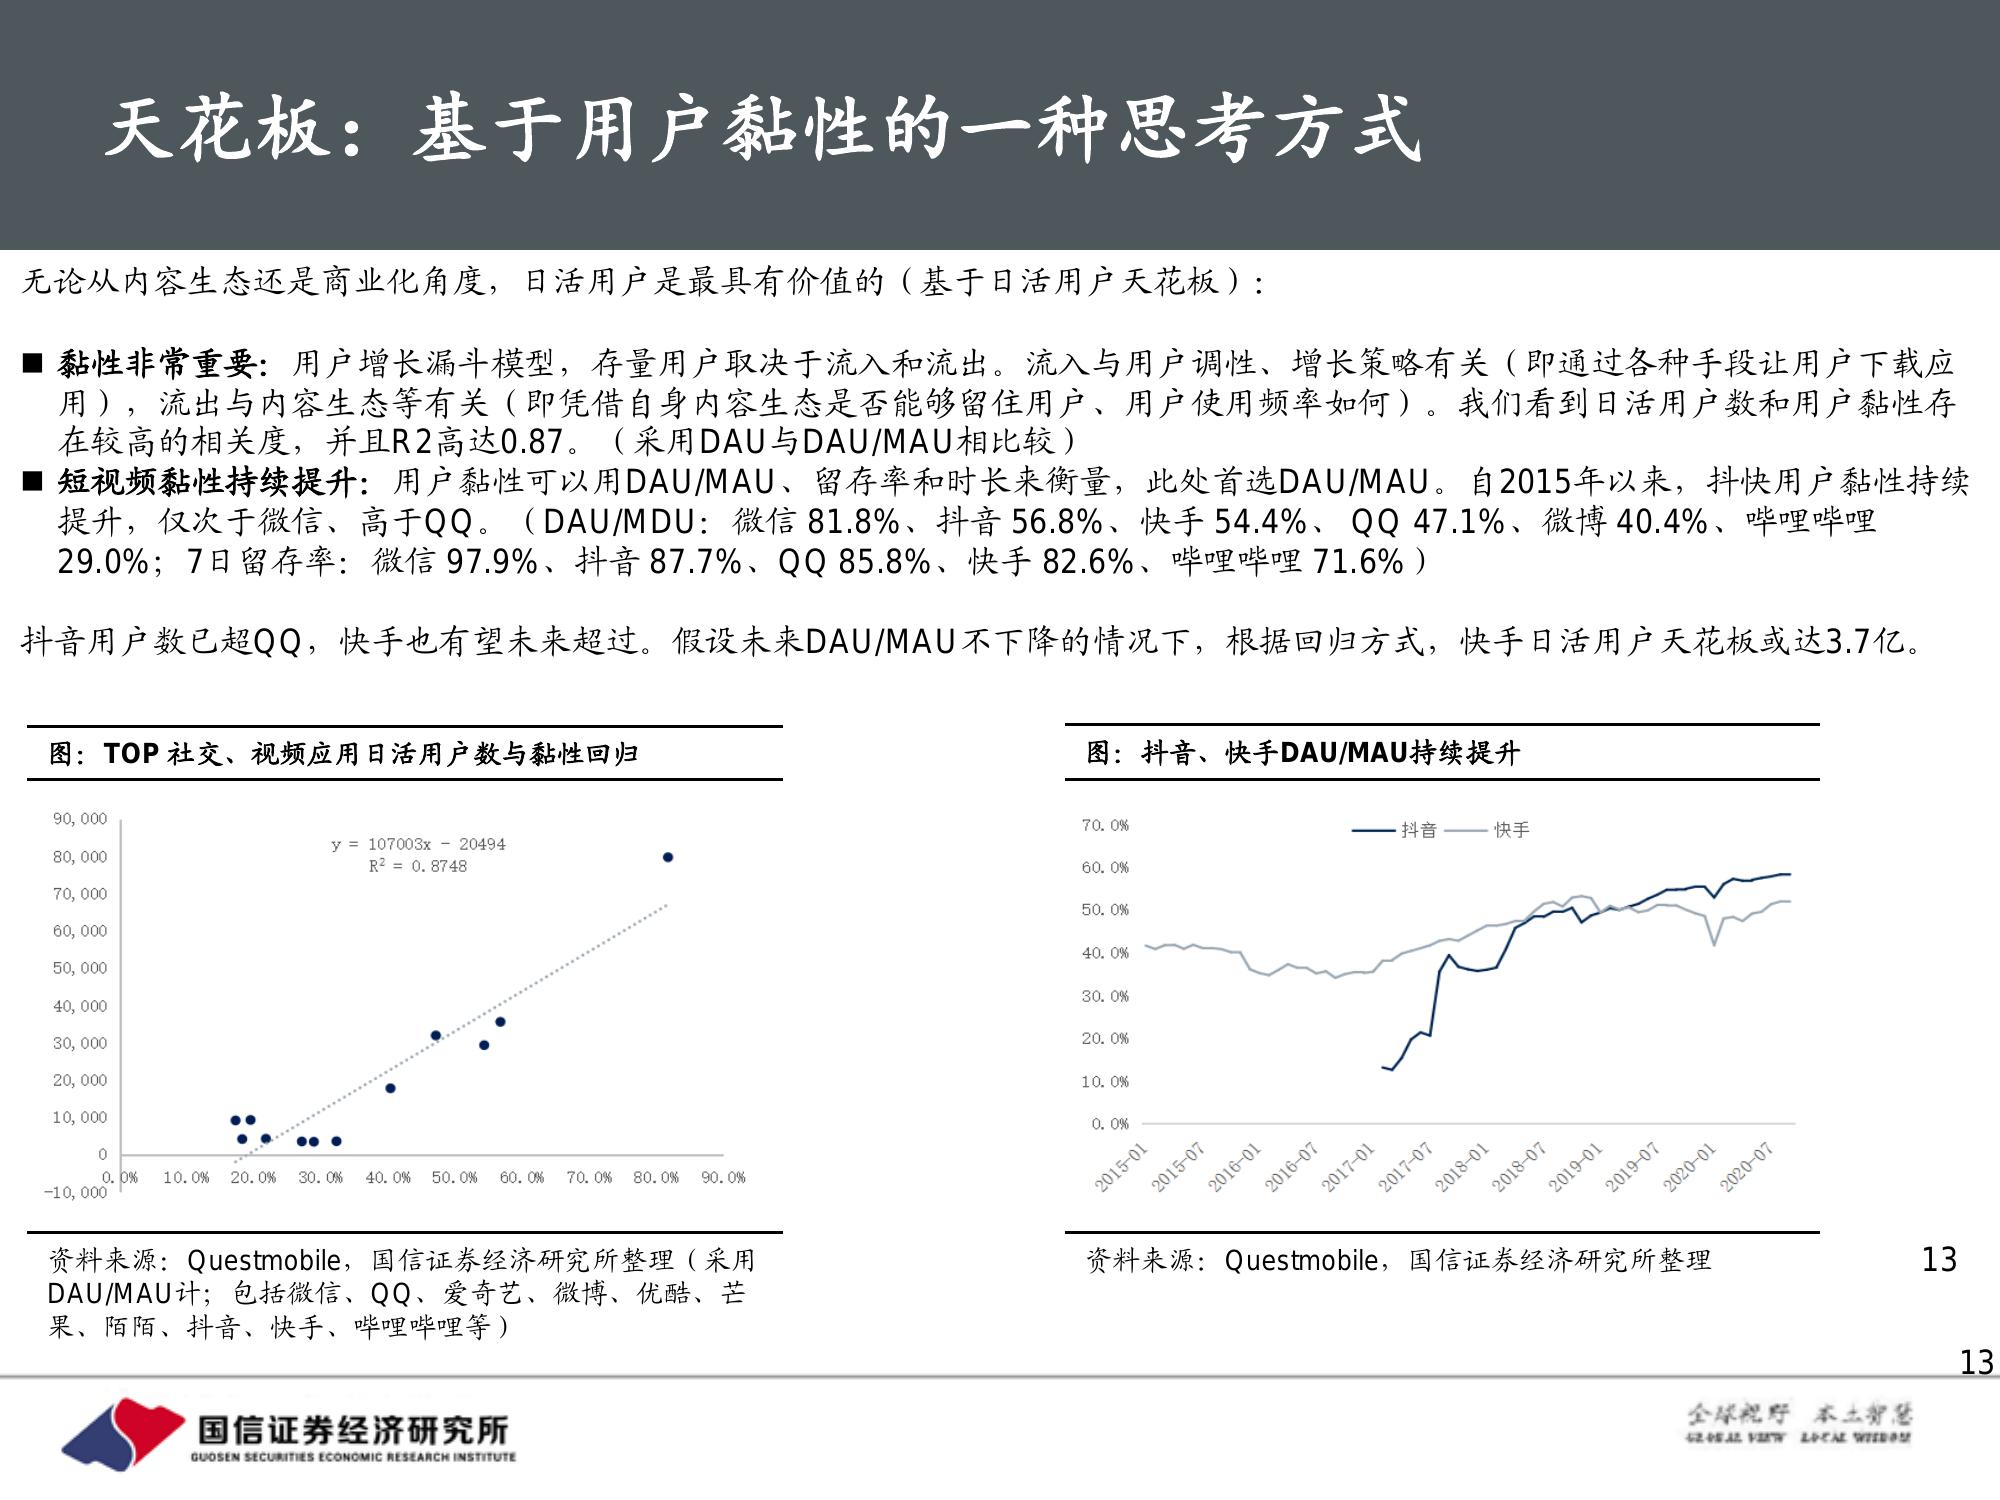 天花板：基于用户黏性的一种思考方式
无论从内容生态还是商业化角度，日活用户是最具有价值的（基于日活用户天花板）：
■ 黏性非常重要：用户增长漏斗模型，存量用户取决于流入和流出。流入与用户调性、增长策略有关（即通过各种手段让用户下载应
用），流出与内容生态等有关（即凭借自身内容生态是否能够留住用户、用户使用频率如何）。我们看到日活用户数和用户黏性存
在较高的相关度，并且R2高达0.87。（采用DAU与DAU/MAU相比较）
■ 短视频黏性持续提升：用户黏性可以用DAU/MAU、留存率和时长来衡量，此处首选DAU/MAU。自2015年以来，抖快用户黏性持续
提升，仅次于微信、高于QQ。（DAU/MDU：微信 81.8%、抖音 56.8%、快手 54.4%、 QQ 47.1%、微博 40.4%、哔哩哔哩
29.0%；7日留存率：微信 97.9%、抖音 87.7%、QQ 85.8%、快手 82.6%、哔哩哔哩 71.6%）
抖音用户数已超QQ，快手也有望未来超过。假设未来DAU/MAU不下降的情况下，根据回归方式，快手日活用户天花板或达3.7亿。
图：TOP 社交、视频应用日活用户数与黏性回归
90,000
80,000
70,000
60,000
50,000
40,000
30,000
20,000
10,000
0
-10,000
y = 107003x - 20494
R² = 0.8748
0.0% 10.0% 20.0% 30.0% 40.0% 50.0% 60.0% 70.0% 80.0% 90.0%
资料来源：Questmobile，国信证券经济研究所整理（采用
DAU/MAU计；包括微信、QQ、爱奇艺、微博、优酷、芒
果、陌陌、抖音、快手、哔哩哔哩等）
图：抖音、快手DAU/MAU持续提升
抖音 快手
70.0%
60.0%
50.0%
40.0%
30.0%
20.0%
10.0%
0.0%
2015-01 2015-07 2016-01 2016-07 2017-01 2017-07 2018-01 2018-07 2019-01 2019-07 2020-01 2020-07
资料来源：Questmobile，国信证券经济研究所整理
13
13
国信证券经济研究所
GUOSEN SECURITIES ECONOMIC RESEARCH INSTITUTE
全球视野 本土智慧
GLOBAL VIEW LOCAL WISDOM